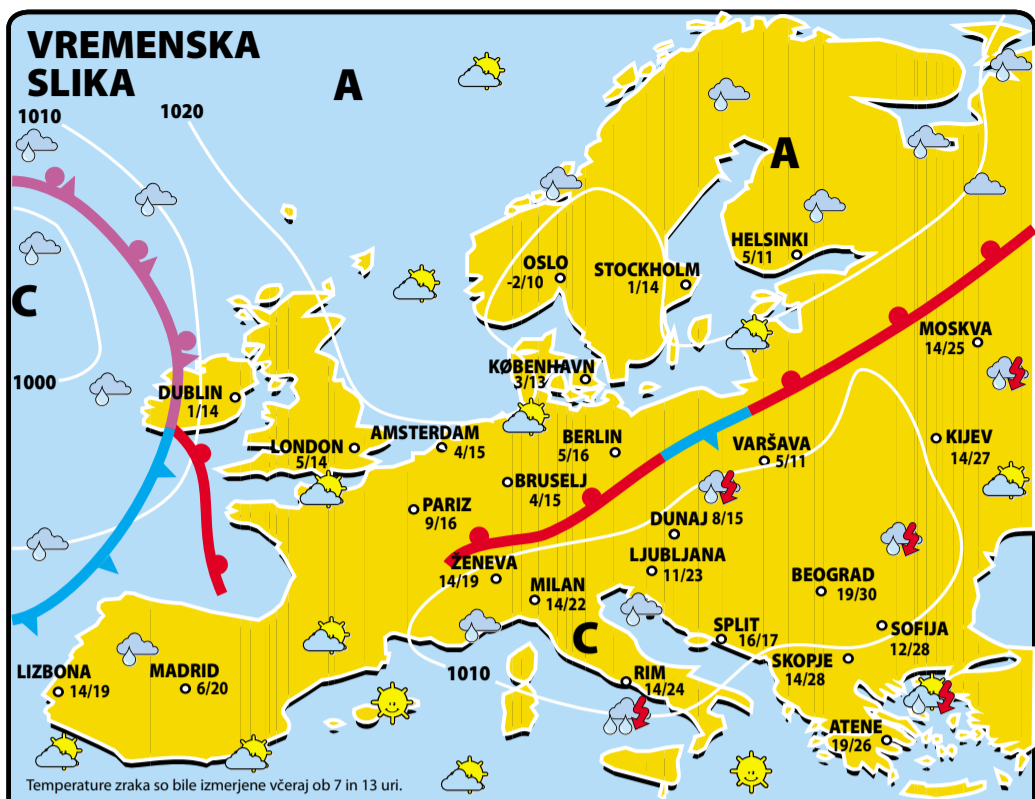 VREMENSKA
SLIKA
A
1010
1020
A
C
1000
OSLO
-2/10
STOCKHOLM
1/14
HELSINKI
5/11
MOSKVA
14/25
KØBENHAVN
3/13
DUBLIN
1/14
LONDON
5/14
AMSTERDAM
4/15
BERLIN
5/16
VARŠAVA
5/11
KIJEV
14/27
BRUSELJ
4/15
PARIZ
9/16
DUNAJ 8/15
ŽENEVA
14/19
LJUBLJANA
11/23
MILAN
14/22
BEOGRAD
19/30
C
SPLIT
16/17
SOFIJA
12/28
SKOPJE
14/28
LIZBONA
14/19
MADRID
6/20
1010
RIM
14/24
ATENE
19/26
Temperature zraka so bile izmerjene včeraj ob 7 in 13 uri.